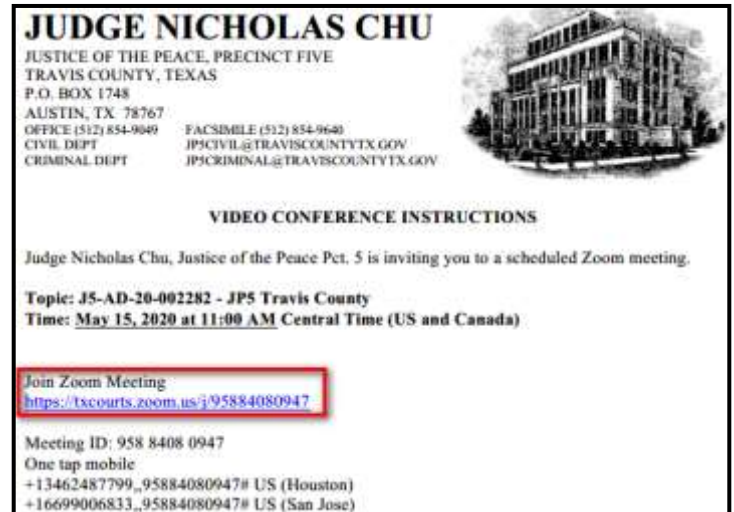 JUDGE NICHOLAS CHU
JUSTICE OF THE PEACE, PRECINCT FIVE
TRAVIS COUNTY, TEXAS
P.O. BOX 1748
AUSTIN, TX 78767
OFFICE (512) 854-9049 FACSIMILE (512) 854-9640
CIVIL DEPT JP5CIVIL@TRAVISCOUNTYTX.GOV
CRIMINAL DEPT JP5CRIMINAL@TRAVISCOUNTYTX.GOV
VIDEO CONFERENCE INSTRUCTIONS
Judge Nicholas Chu, Justice of the Peace Pct. 5 is inviting you to a scheduled Zoom meeting.
Topic: J5-AD-20-002282 - JP5 Travis County
Time: May 15, 2020 at 11:00 AM Central Time (US and Canada)
Join Zoom Meeting
https://txcourts.zoom.us/j/95884080947
Meeting ID: 958 8408 0947
One tap mobile
+13462487799,,95884080947# US (Houston)
+16699006833,,95884080947# US (San Jose)